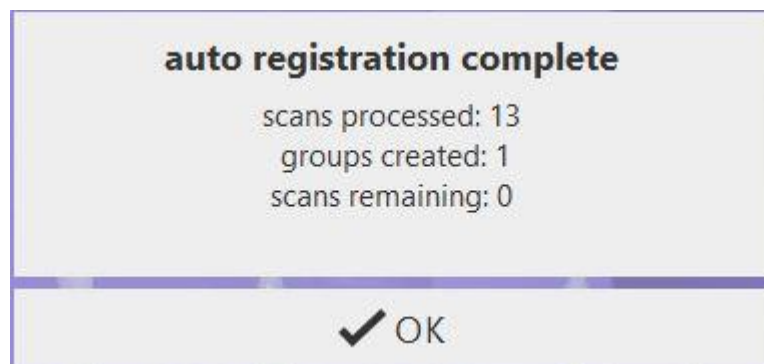 auto registration complete
scans processed: 13
groups created: 1
scans remaining: 0
OK